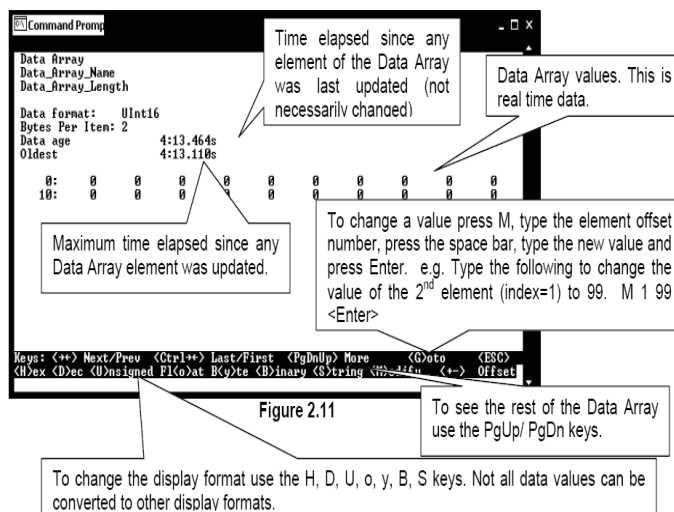 Command Promp
Data Array
Data_Array_Name
Data_Array_Length
Data format: UInt16
Bytes Per Item: 2
Data age 4:13.464s
Oldest 4:13.110s
0: 0 0 0 0 0 0 0 0 0 0
10: 0 0 0 0 0 0 0 0 0 0
Time elapsed since any
element of the Data Array
was last updated (not
necessarily changed)
Data Array values. This is
real time data.
Maximum time elapsed since any
Data Array element was updated.
To change a value press M, type the element offset
number, press the space bar, type the new value and
press Enter. e.g. Type the following to change the
value of the 2nd element (index=1) to 99. M 1 99
<Enter>
Keys: <→←> Next/Prev <Ctrl→←> Last/First <PgDnUp> More <G>oto <ESC>
<H>ex <D>ec <U>nsigned Fl<o>at B<y>te <B>inary <S>tring <M>odify <+-> Offset
Figure 2.11
To see the rest of the Data Array
use the PgUp/ PgDn keys.
To change the display format use the H, D, U, o, y, B, S keys. Not all data values can be
converted to other display formats.